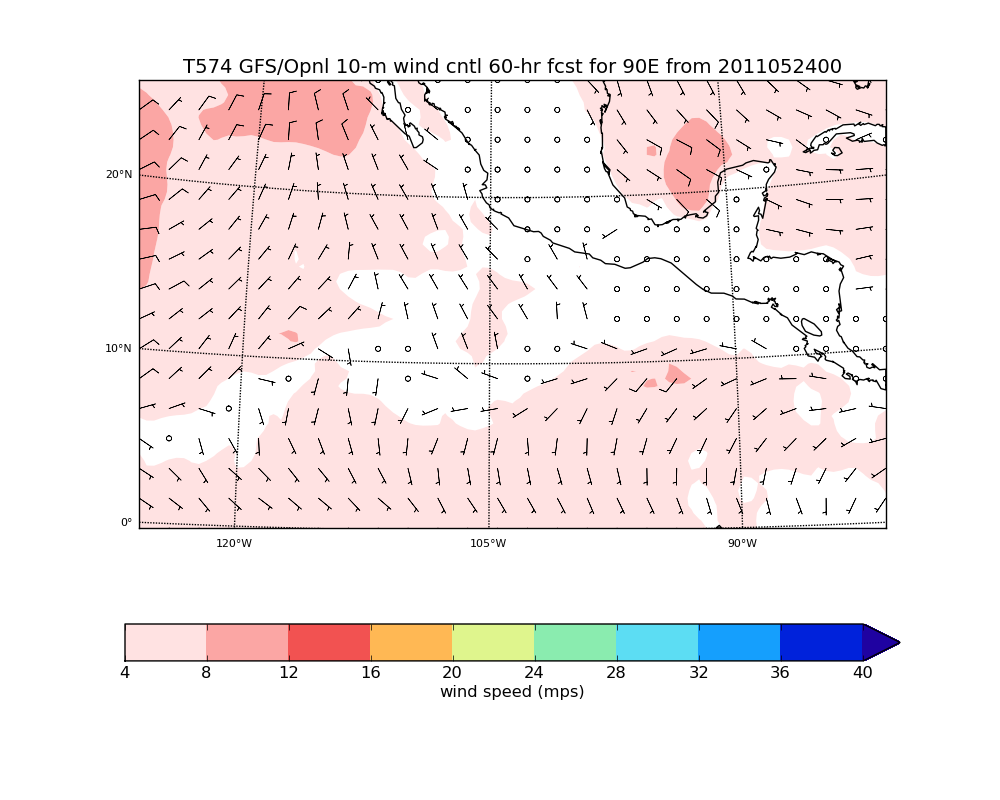 T574 GFS/Opnl 10-m wind cntl 60-hr fcst for 90E from 2011052400
20°N
10°N
0°
120°W 105°W 90°W
4 8 12 16 20 24 28 32 36 40
wind speed (mps)